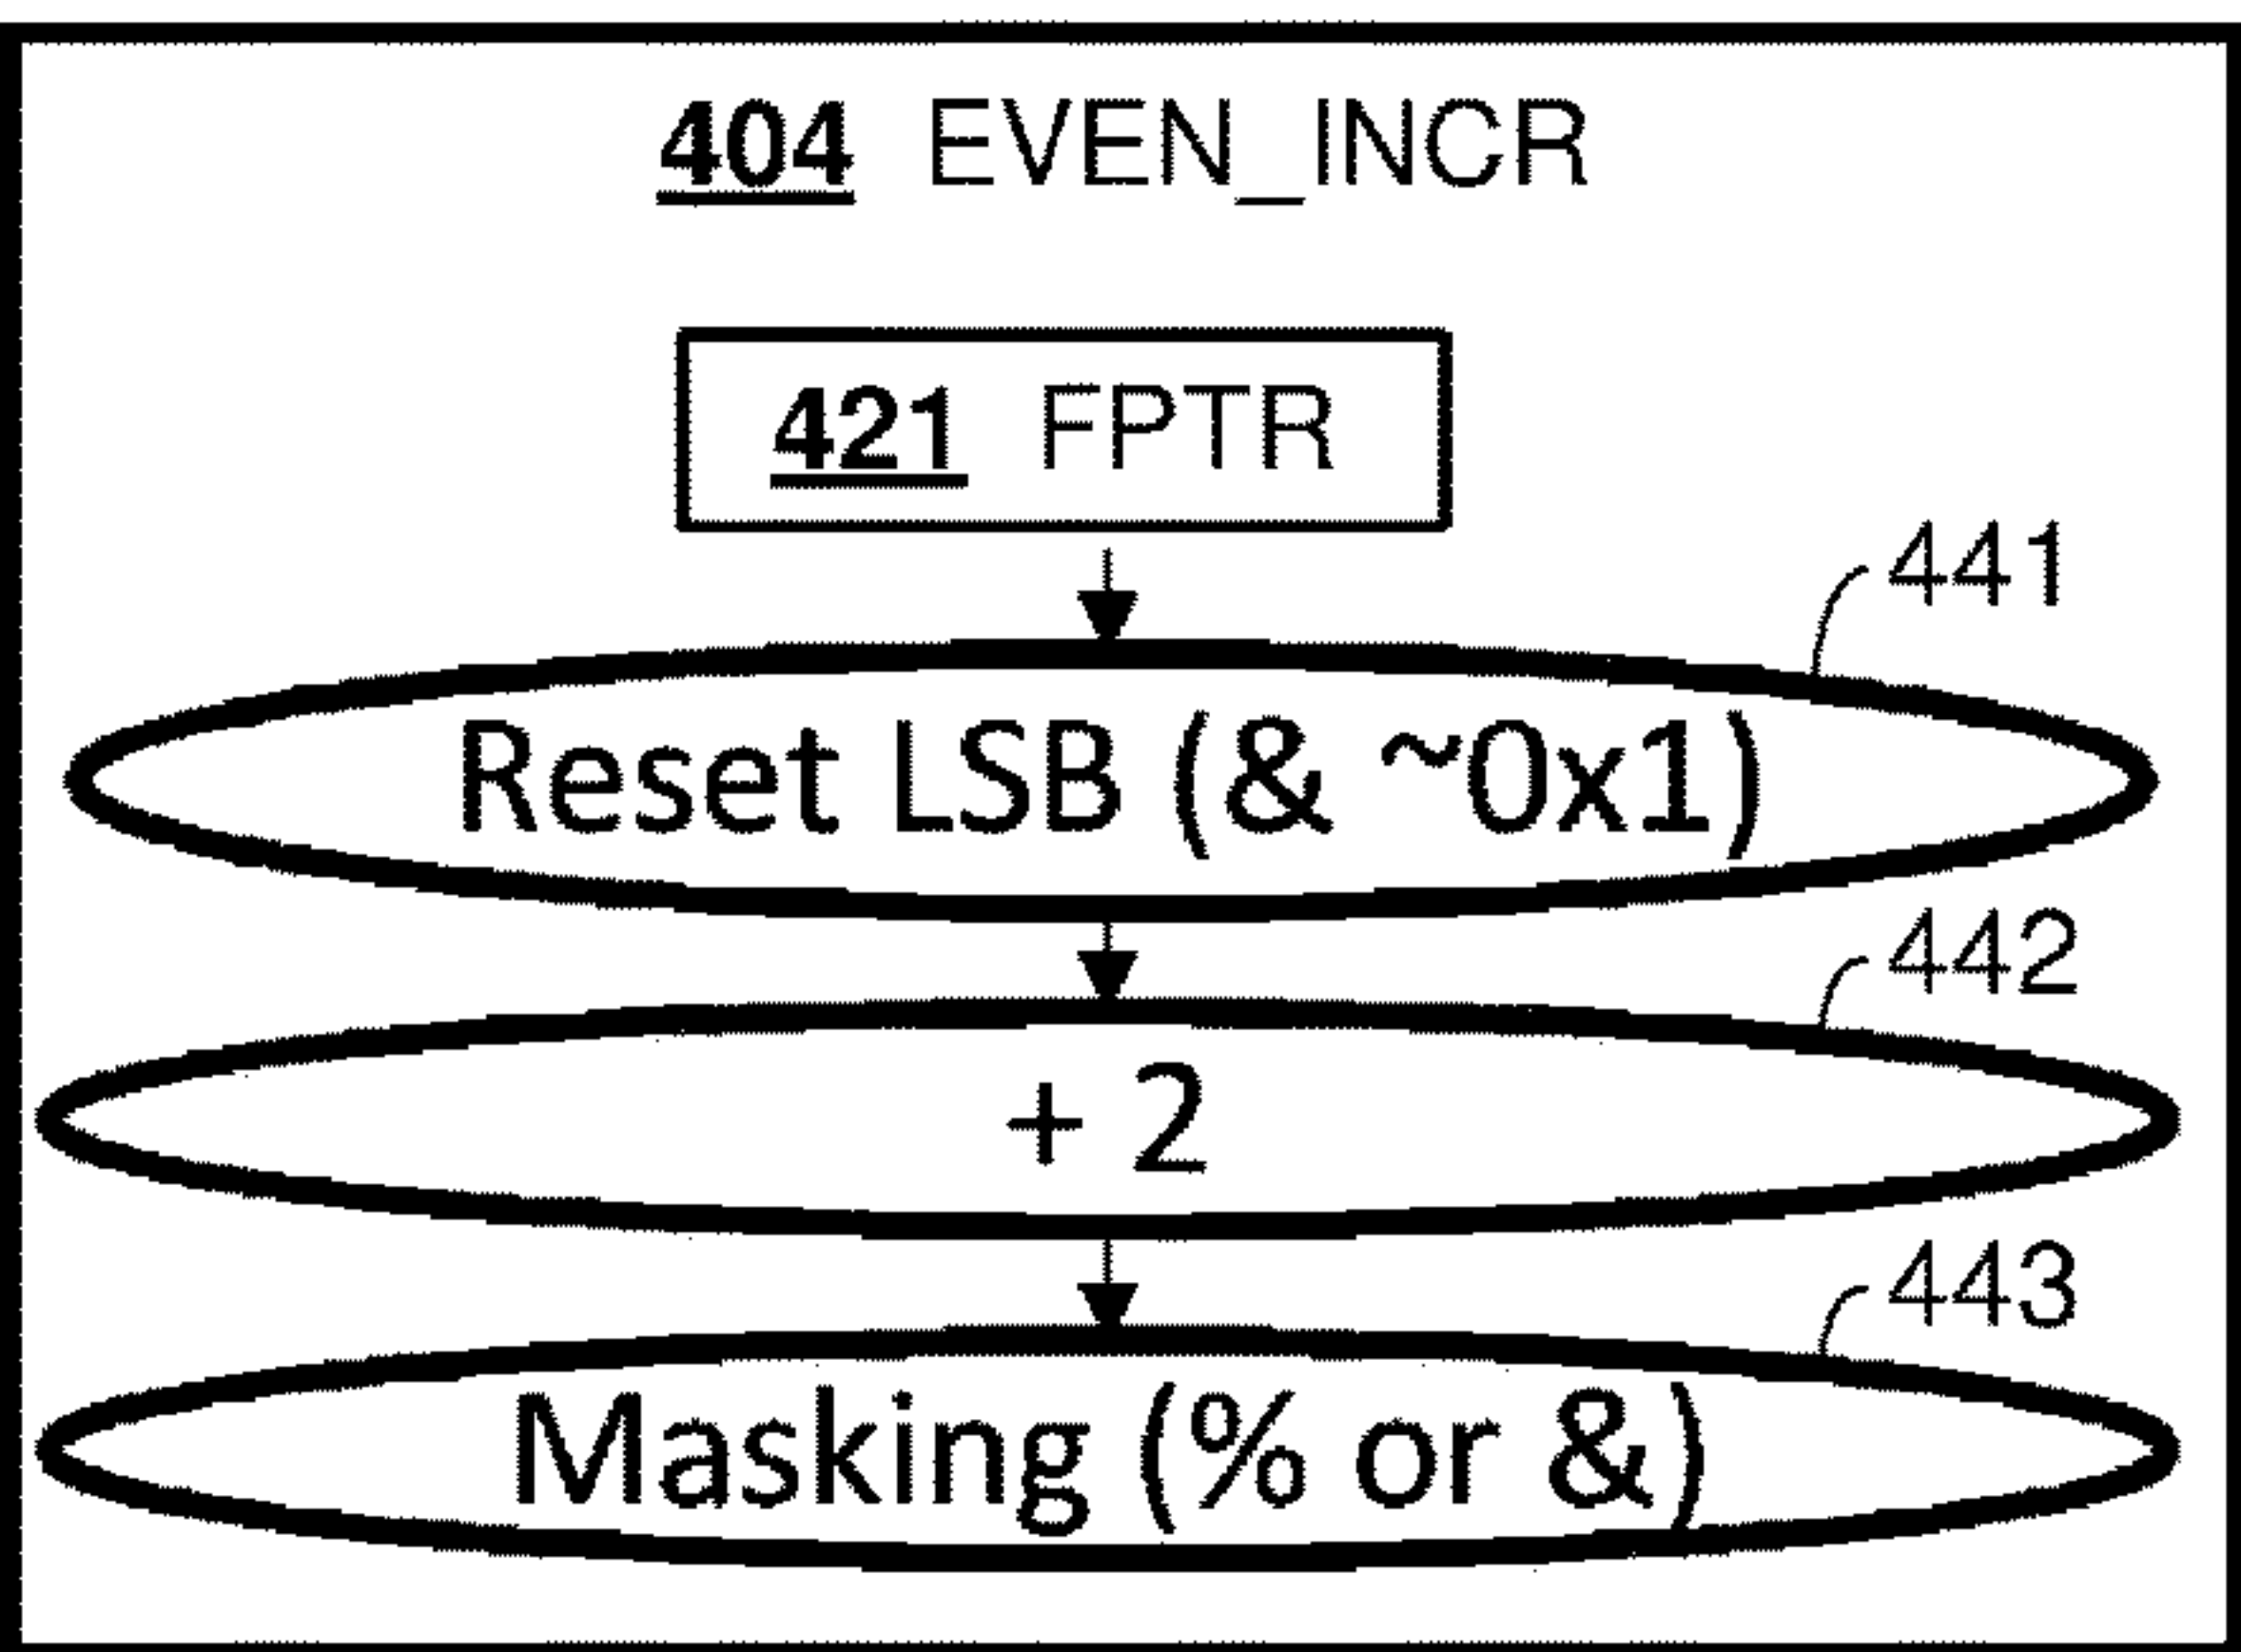 404 EVEN_INCR
421 FPTR
441
Reset LSB (& ~0x1)
442
+ 2
443
Masking (% or &)